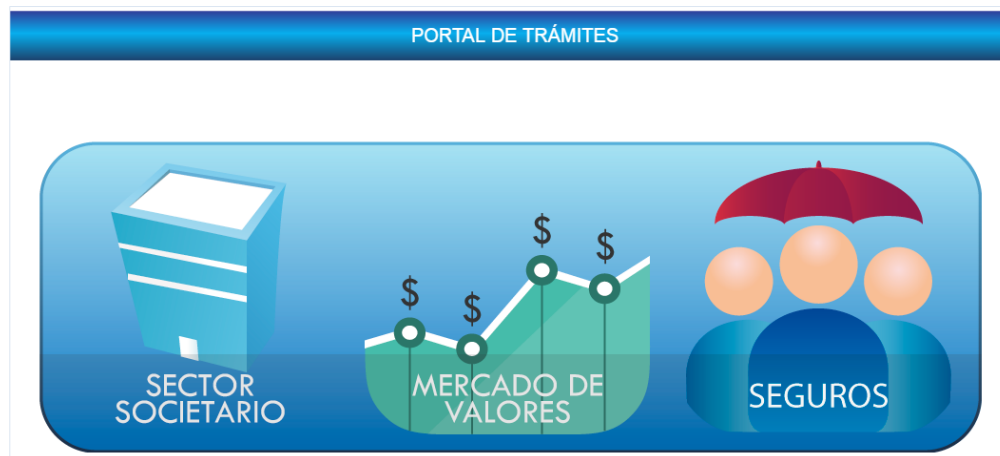 PORTAL DE TRÁMITES
$
$
$
$
SECTOR
SOCIETARIO
MERCADO DE
VALORES
SEGUROS